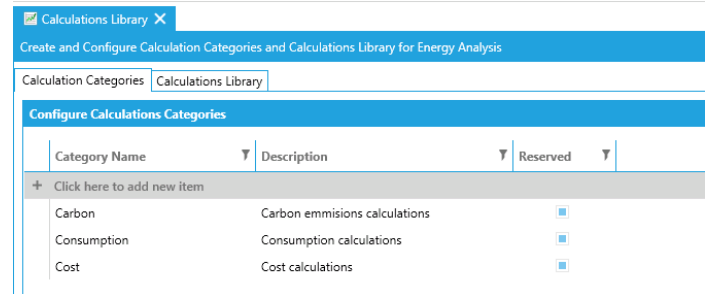 Calculations Library
Create and Configure Calculation Categories and Calculations Library for Energy Analysis
Calculation Categories Calculations Library
Configure Calculations Categories
Category Name Description Reserved
+ Click here to add new item
Carbon Carbon emmisions calculations
Consumption Consumption calculations
Cost Cost calculations